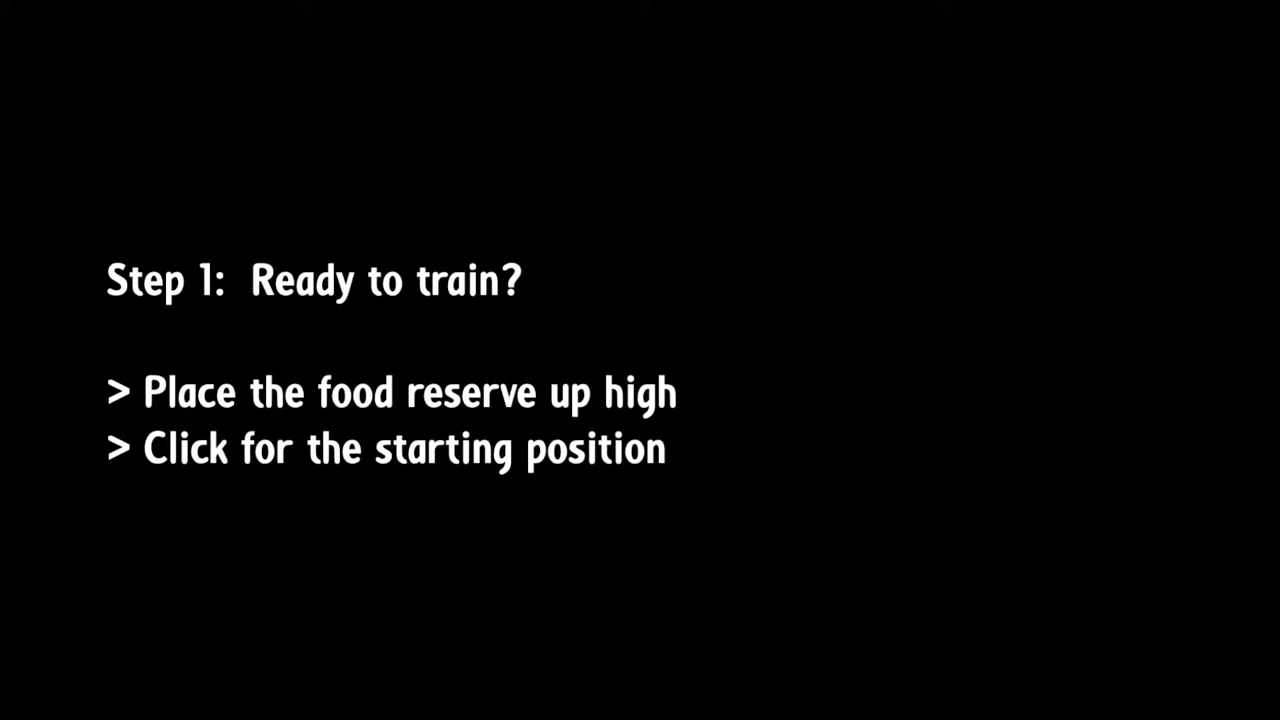 Step 1:  Ready to train?
> Place the food reserve up high
> Click for the starting position